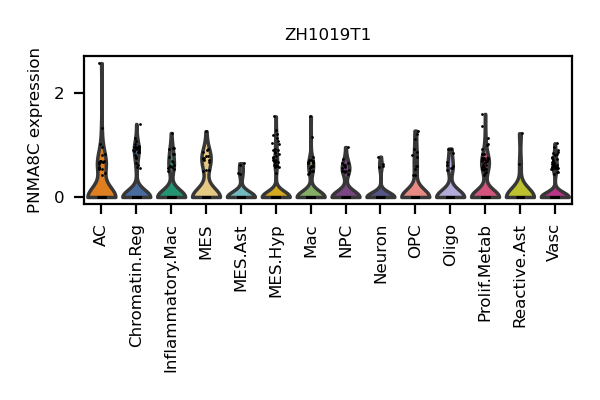 ZH1019T1
PNMA8C expression
2
0
AC
Chromatin.Reg
Inflammatory.Mac
MES
MES.Ast
MES.Hyp
Mac
NPC
Neuron
OPC
Oligo
Prolif.Metab
Reactive.Ast
Vasc